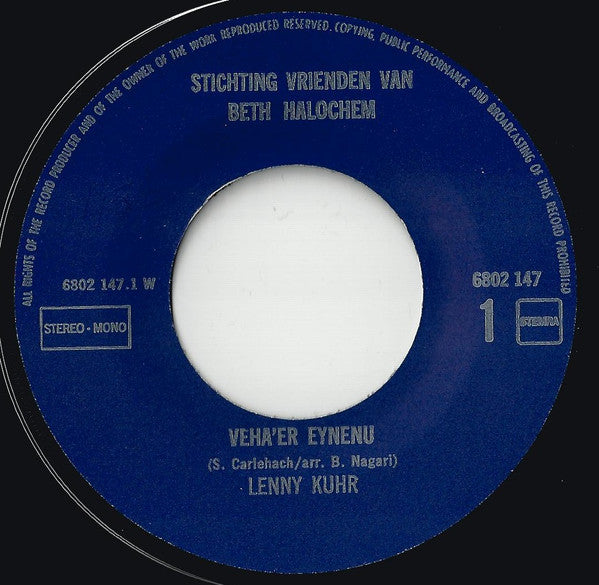 ALL RIGHTS OF THE RECORD PRODUCER AND OF THE OWNER OF THE WORK REPRODUCED RESERVED. COPYING, PUBLIC PERFORMANCE AND BROADCASTING OF THIS RECORD PROHIBITED
STICHTING VRIENDEN VAN
BETH HALOCHEM
6802 147.1 W
STEREO - MONO
6802 147
1
STEMRA
VEHA'ER EYNENU
(S. Carlehach/arr. B. Nagari)
LENNY KUHR